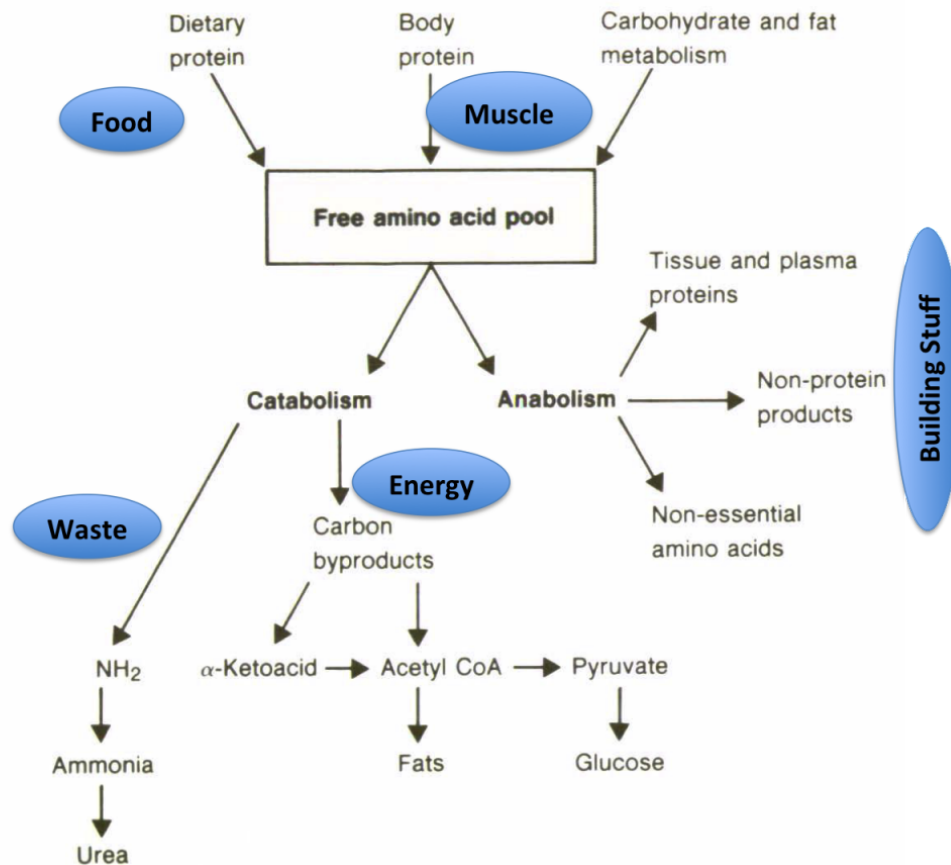 Dietary
protein
Body
protein
Carbohydrate and fat
metabolism
Food
Muscle
Free amino acid pool
Tissue and plasma
proteins
Building Stuff
Catabolism
Anabolism
Non-protein
products
Energy
Waste
Carbon
byproducts
Non-essential
amino acids
NH₂
α-Ketoacid
Acetyl CoA
Pyruvate
Ammonia
Fats
Glucose
Urea